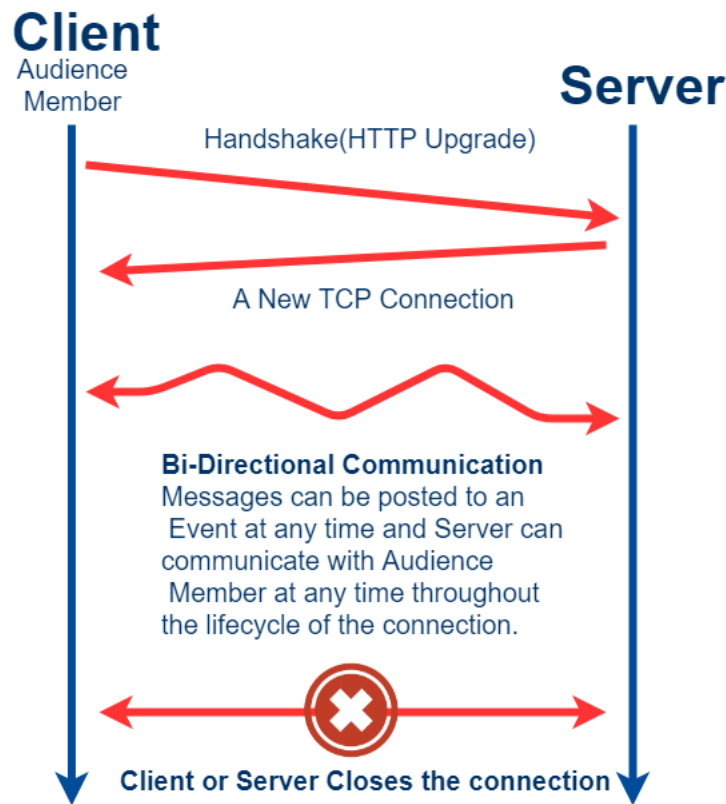 Client
Audience
Member
Server
Handshake(HTTP Upgrade)
A New TCP Connection
Bi-Directional Communication
Messages can be posted to an
Event at any time and Server can
communicate with Audience
Member at any time throughout
the lifecycle of the connection.
Client or Server Closes the connection